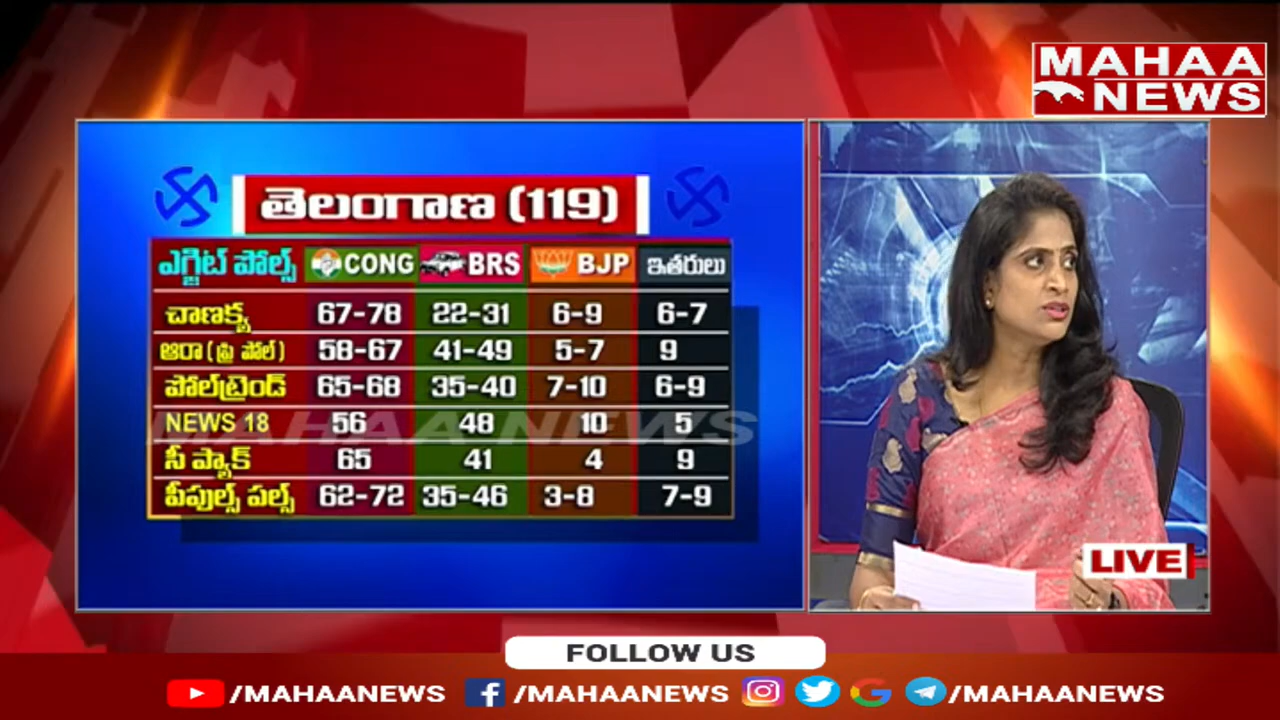 MAHAA
NEWS
తెలంగాణ (119)
ఎగ్జిట్ పోల్స్ CONG BRS BJP ఇతరులు
చాణక్య 67-78 22-31 6-9 6-7
ఆరా ( ప్రి పోల్ ) 58-67 41-49 5-7 9
పోల్‌ట్రెండ్ 65-68 35-40 7-10 6-9
NEWS 18 56 48 10 5
సీ ప్యాక్ 65 41 4 9
పీపుల్స్ పల్స్ 62-72 35-46 3-8 7-9
MAHAA NEWS
LIVE
FOLLOW US
/MAHAANEWS /MAHAANEWS /MAHAANEWS